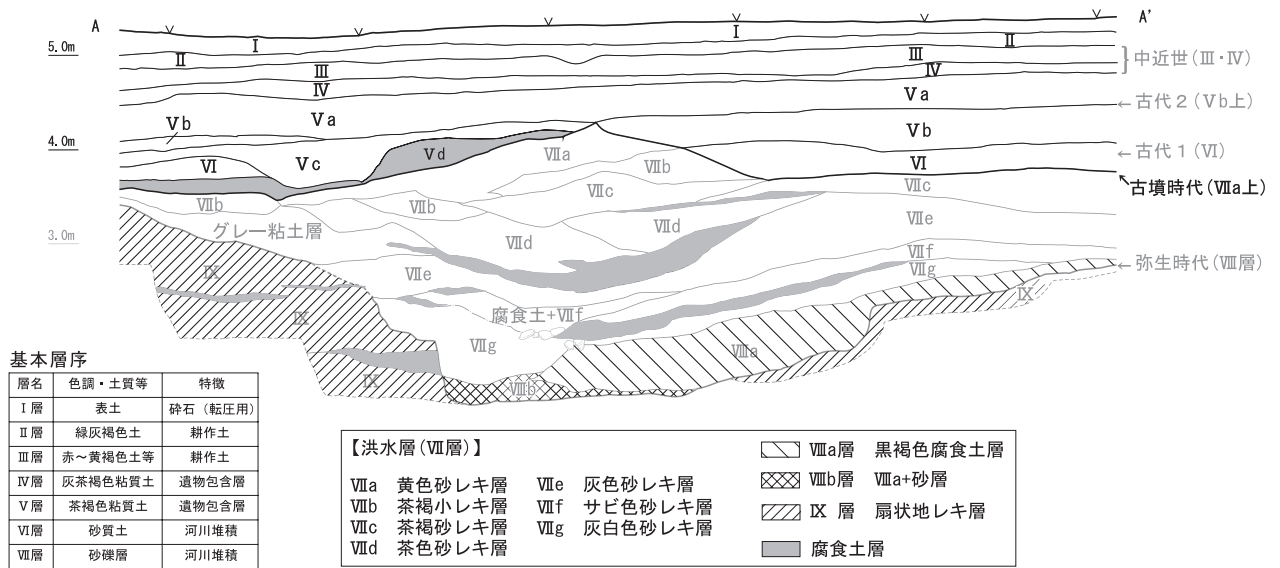 A
A'
5.0m
4.0m
3.0m
Ⅰ
Ⅰ
Ⅱ
Ⅱ
Ⅲ
Ⅲ
Ⅳ
Ⅳ
Ⅴa
Ⅴa
Ⅴb
Ⅴb
Ⅴc
Ⅴd
Ⅵ
Ⅵ
Ⅶa
Ⅶb
Ⅶc
Ⅶc
Ⅶb
Ⅶb
Ⅶd
Ⅶd
Ⅶe
グレー粘土層
Ⅶe
Ⅶf
Ⅶg
Ⅸ
Ⅸ
Ⅸ
Ⅸ
腐食土+Ⅶf
Ⅶg
Ⅷa
Ⅷb
中近世(Ⅲ・Ⅳ)
←古代2(Ⅴb上)
←古代1(Ⅵ)
古墳時代(Ⅶa上)
←弥生時代(Ⅷ層)
基本層序
層名 色調・土質等 特徴
Ⅰ層 表土 砕石(転圧用)
Ⅱ層 緑灰褐色土 耕作土
Ⅲ層 赤~黄褐色土等 耕作土
Ⅳ層 灰茶褐色粘質土 遺物包含層
Ⅴ層 茶褐色粘質土 遺物包含層
Ⅵ層 砂質土 河川堆積
Ⅶ層 砂礫層 河川堆積
【洪水層(Ⅶ層)】
Ⅶa 黄色砂レキ層
Ⅶb 茶褐小レキ層
Ⅶc 茶褐砂レキ層
Ⅶd 茶色砂レキ層
Ⅶe 灰色砂レキ層
Ⅶf サビ色砂レキ層
Ⅶg 灰白色砂レキ層
Ⅷa層 黒褐色腐食土層
Ⅷb層 Ⅷa+砂層
Ⅸ 層 扇状地レキ層
腐食土層